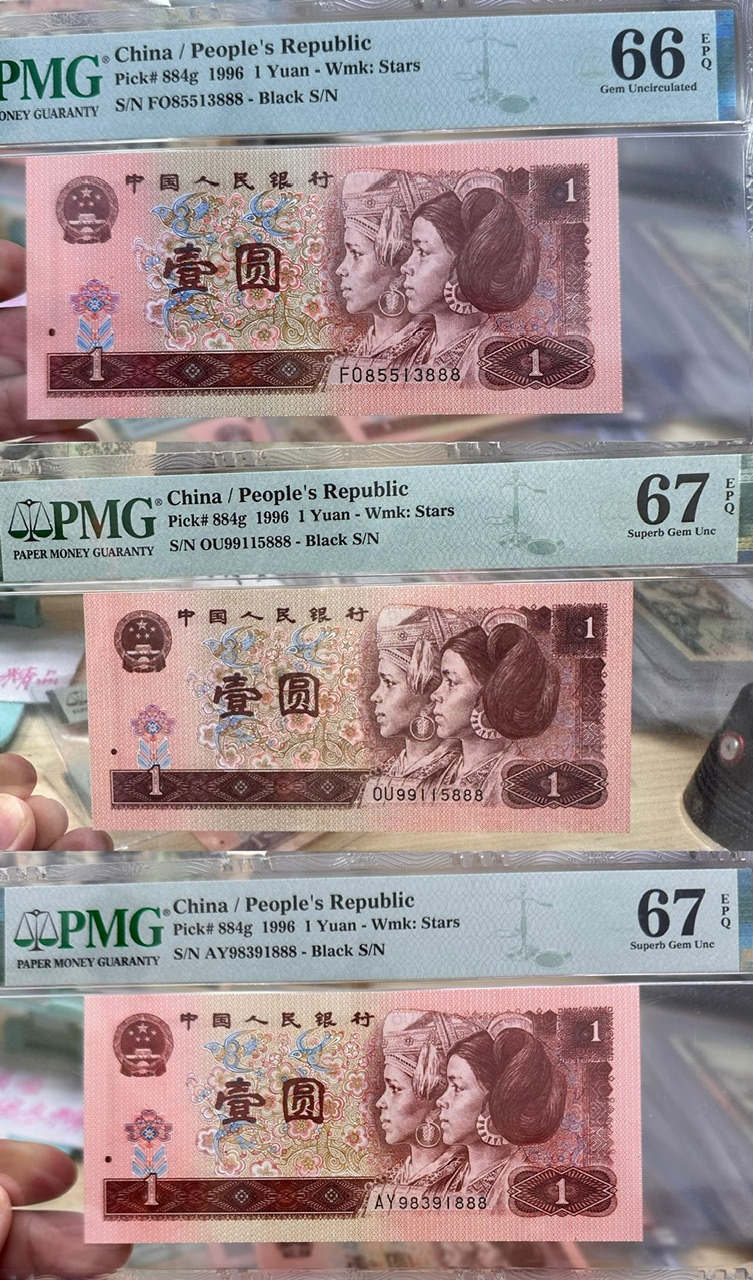 PMG®
MONEY GUARANTY
China / People's Republic
Pick# 884g 1996 1 Yuan - Wmk: Stars
S/N FO85513888 - Black S/N
66
EPQ
Gem Uncirculated
中国人民银行
1
壹圆
1
FO85513888
1
PMG®
PAPER MONEY GUARANTY
China / People's Republic
Pick# 884g 1996 1 Yuan - Wmk: Stars
S/N OU99115888 - Black S/N
67
EPQ
Superb Gem Unc
中国人民银行
1
壹圆
1
OU99115888
1
PMG®
PAPER MONEY GUARANTY
China / People's Republic
Pick# 884g 1996 1 Yuan - Wmk: Stars
S/N AY98391888 - Black S/N
67
EPQ
Superb Gem Unc
中国人民银行
1
壹圆
1
AY98391888
1